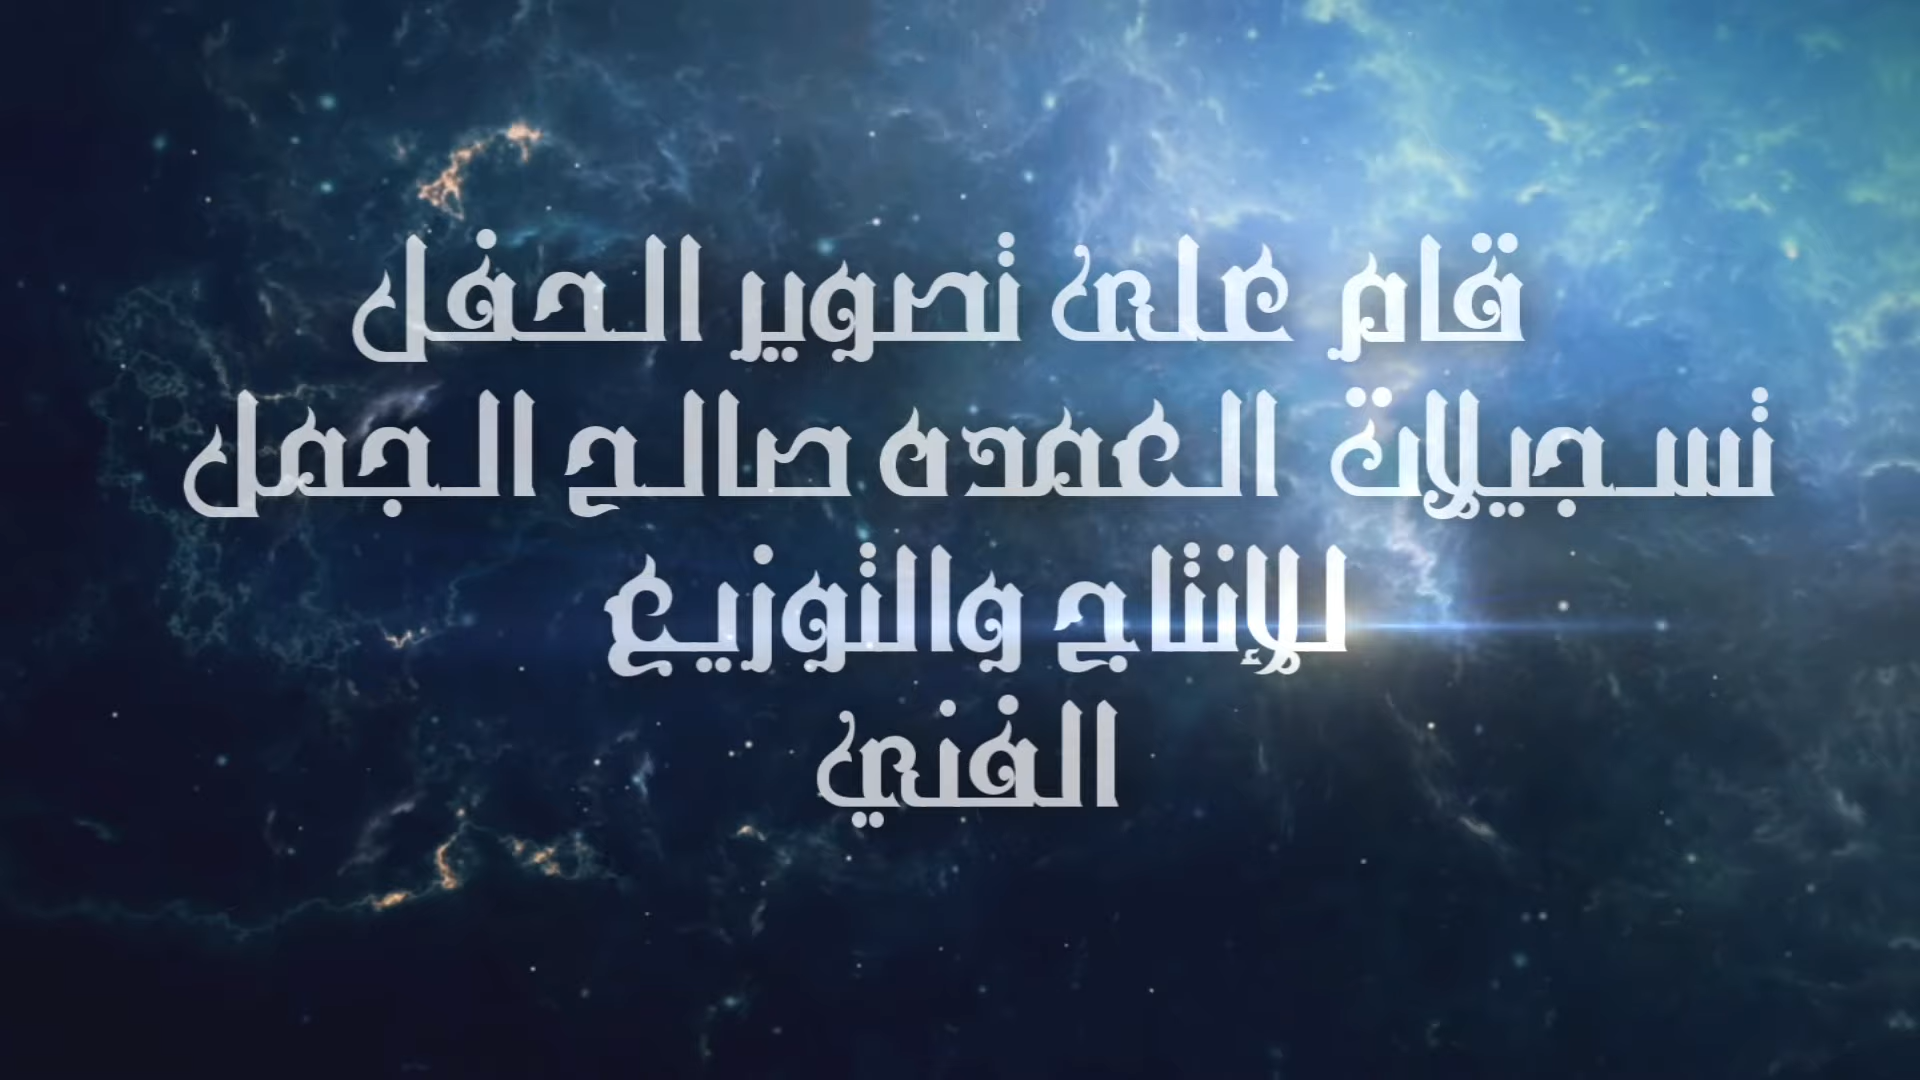 قام على تصوير الحفل
تسجيلات العمده صالح الجمل
للإنتاج والتوزيع
الفني